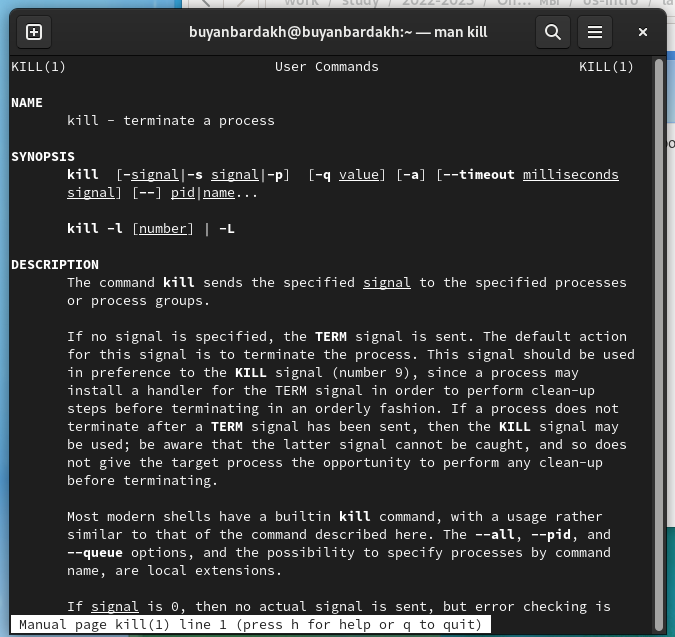 work / study / 2022-2023 /
buyanbardakh@buyanbardakh:~ — man kill
KILL(1) User Commands KILL(1)
NAME
kill - terminate a process
SYNOPSIS
kill [-signal|-s signal|-p] [-q value] [-a] [--timeout milliseconds
signal] [--] pid|name...
kill -l [number] | -L
DESCRIPTION
The command kill sends the specified signal to the specified processes
or process groups.
If no signal is specified, the TERM signal is sent. The default action
for this signal is to terminate the process. This signal should be used
in preference to the KILL signal (number 9), since a process may
install a handler for the TERM signal in order to perform clean-up
steps before terminating in an orderly fashion. If a process does not
terminate after a TERM signal has been sent, then the KILL signal may
be used; be aware that the latter signal cannot be caught, and so does
not give the target process the opportunity to perform any clean-up
before terminating.
Most modern shells have a builtin kill command, with a usage rather
similar to that of the command described here. The --all, --pid, and
--queue options, and the possibility to specify processes by command
name, are local extensions.
If signal is 0, then no actual signal is sent, but error checking is
Manual page kill(1) line 1 (press h for help or q to quit)